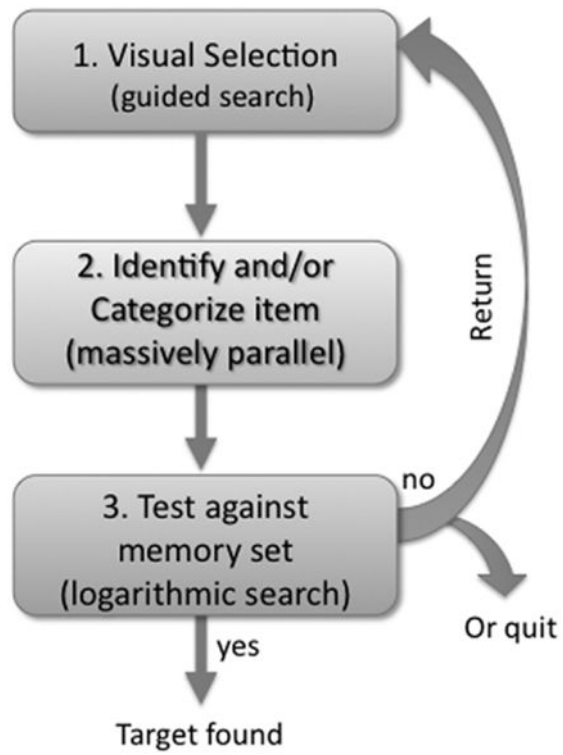 1. Visual Selection
(guided search)
2. Identify and/or
Categorize item
(massively parallel)
Return
3. Test against
memory set
(logarithmic search)
no
Or quit
yes
Target found